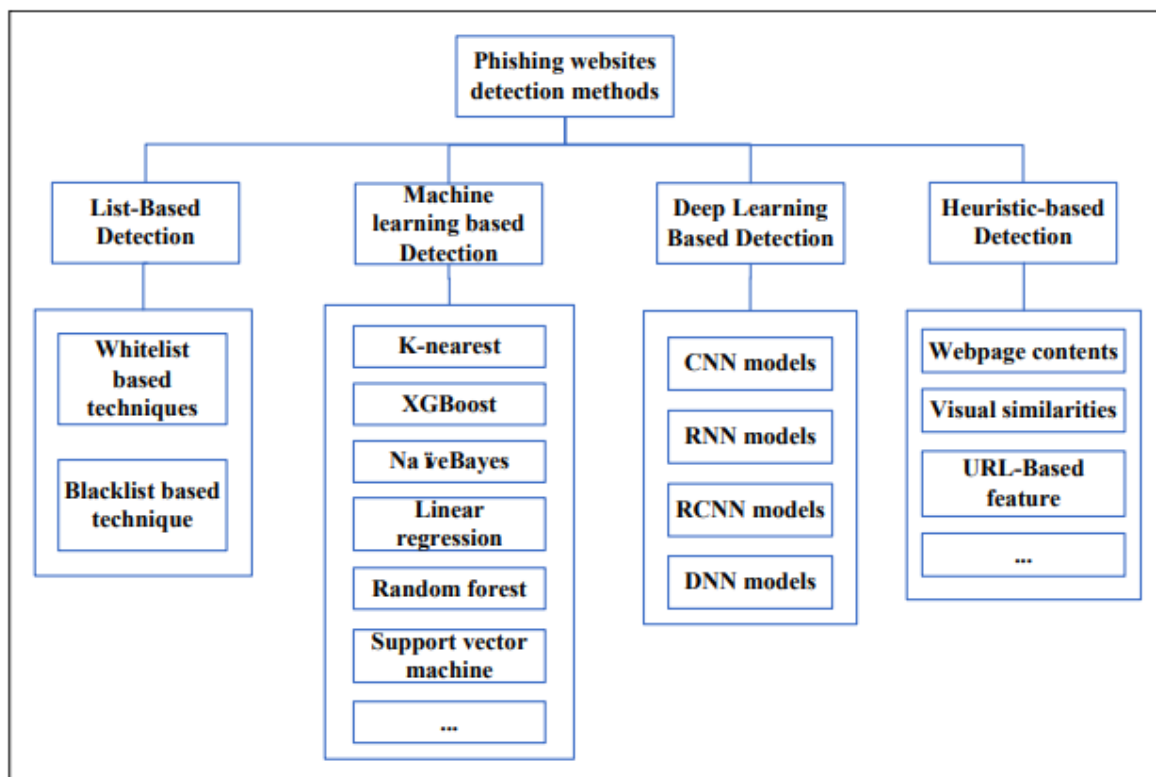 Phishing websites
detection methods
List-Based
Detection
Machine
learning based
Detection
Deep Learning
Based Detection
Heuristic-based
Detection
Whitelist
based
techniques
Blacklist based
technique
K-nearest
XGBoost
Na ïveBayes
Linear
regression
Random forest
Support vector
machine
...
CNN models
RNN models
RCNN models
DNN models
Webpage contents
Visual similarities
URL-Based
feature
...